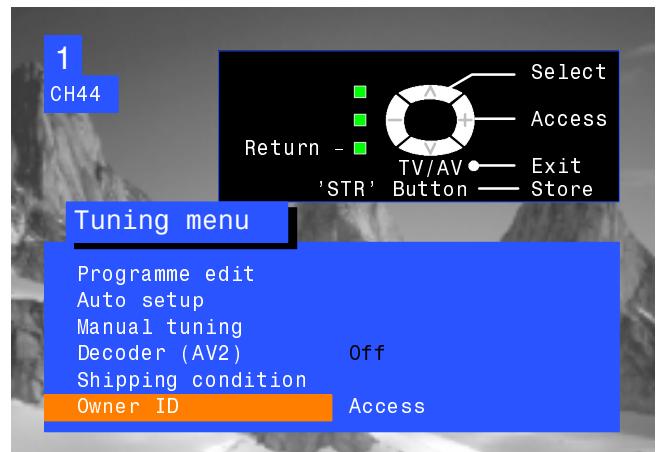 1
CH44
Select
Access
Return –
TV/AV Exit
'STR' Button Store
Tuning menu
Programme edit
Auto setup
Manual tuning
Decoder (AV2) Off
Shipping condition
Owner ID Access